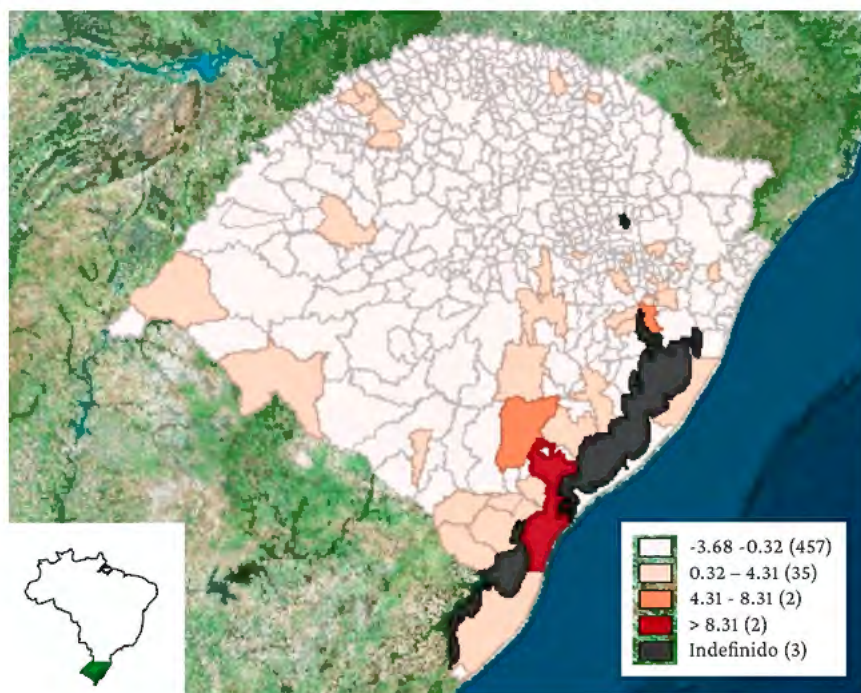 -3.68 -0.32 (457)
0.32 – 4.31 (35)
4.31 - 8.31 (2)
> 8.31 (2)
Indefinido (3)